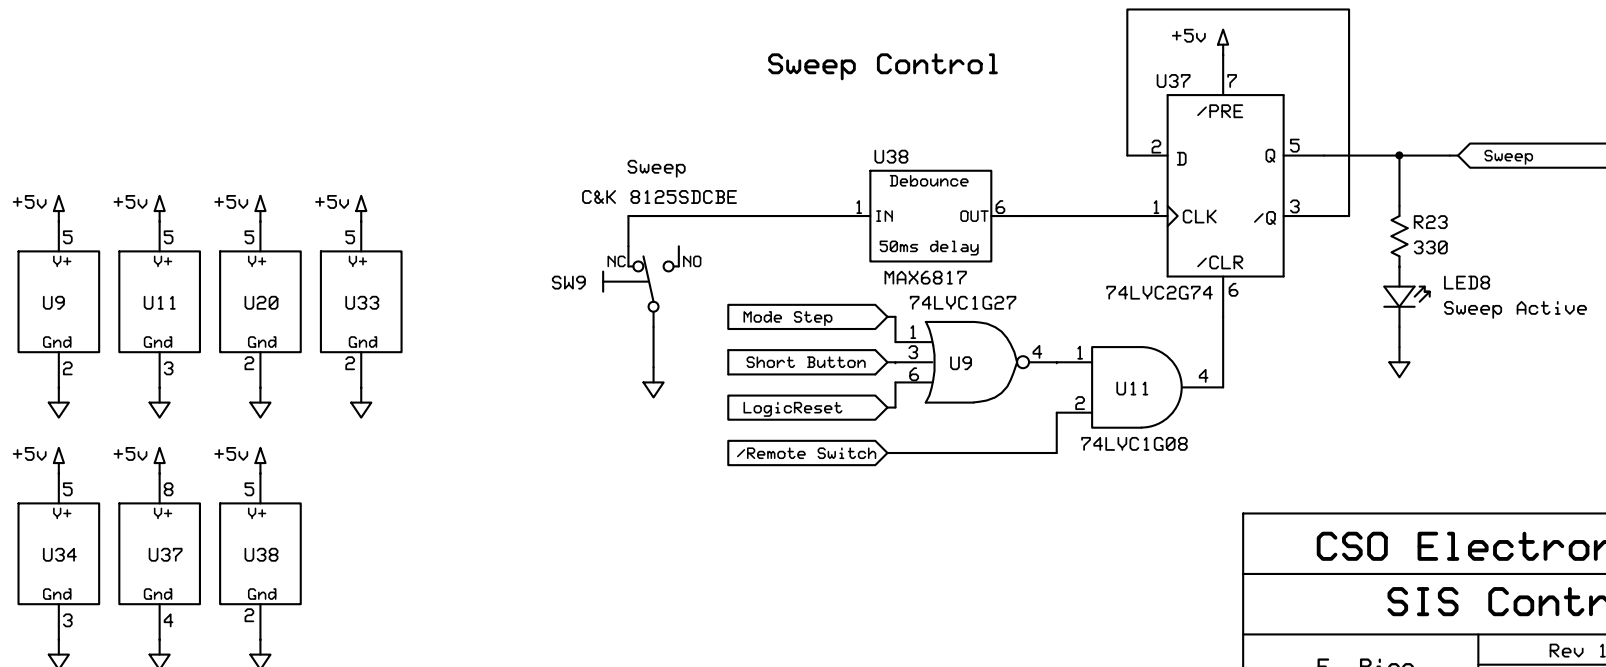 Sweep Control
+5v
U37
7
/PRE
2
D
Q
5
1
CLK
/Q
3
/CLR
74LVC2G74
6
Sweep
R23
330
LED8
Sweep Active
Sweep
C&K 8125SDCBE
NC
NO
SW9
U38
Debounce
1
IN
OUT
6
50ms delay
MAX6817
74LVC1G27
Mode Step
1
Short Button
3
U9
4
LogicReset
6
/Remote Switch
1
2
U11
4
74LVC1G08
+5v
+5v
+5v
+5v
5
5
5
5
V+
V+
V+
V+
U9
U11
U20
U33
Gnd
Gnd
Gnd
Gnd
2
3
2
2
+5v
+5v
+5v
5
8
5
V+
V+
V+
U34
U37
U38
Gnd
Gnd
Gnd
3
4
2
CSO Electron
SIS Contr
Rev 1